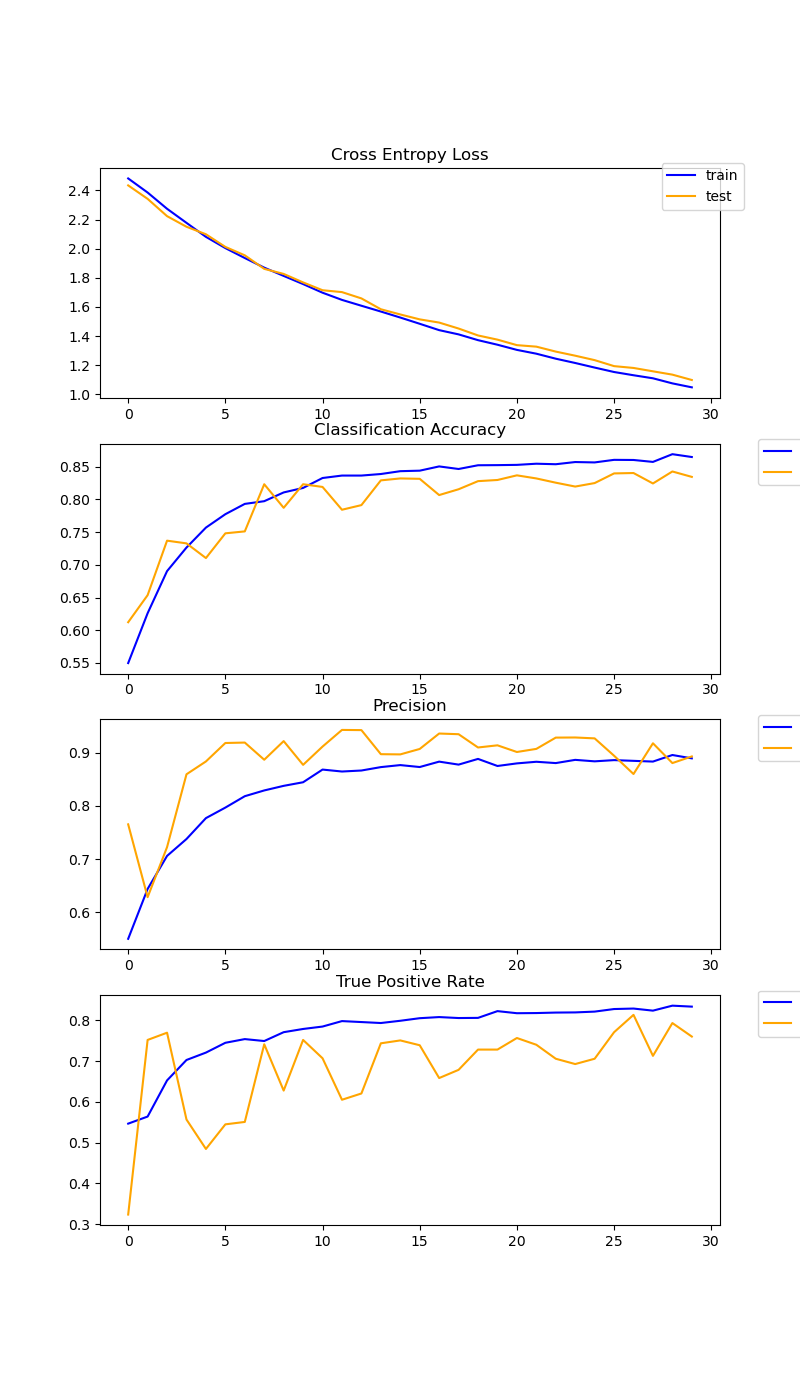 Cross Entropy Loss
train
test
2.4
2.2
2.0
1.8
1.6
1.4
1.2
1.0
0 5 10 15 20 25 30
Classification Accuracy
0.85
0.80
0.75
0.70
0.65
0.60
0.55
0 5 10 15 20 25 30
Precision
0.9
0.8
0.7
0.6
0 5 10 15 20 25 30
True Positive Rate
0.8
0.7
0.6
0.5
0.4
0.3
0 5 10 15 20 25 30